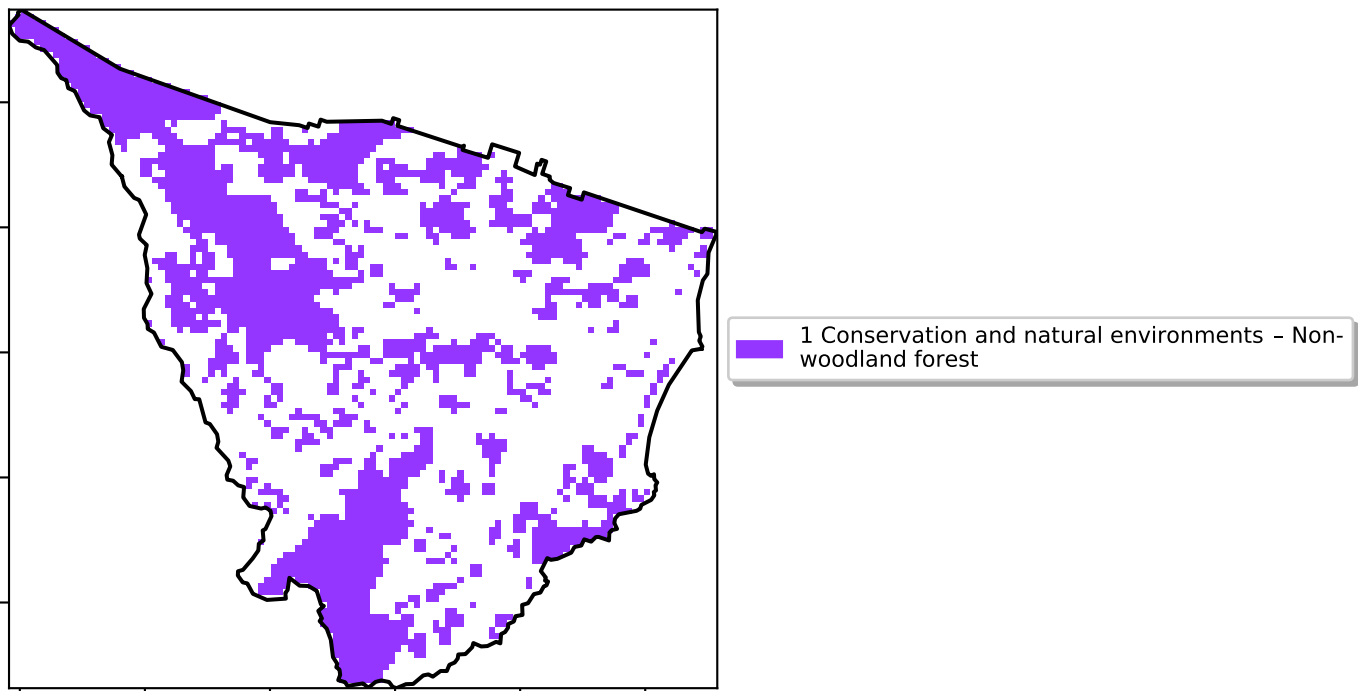 1 Conservation and natural environments – Non-
woodland forest